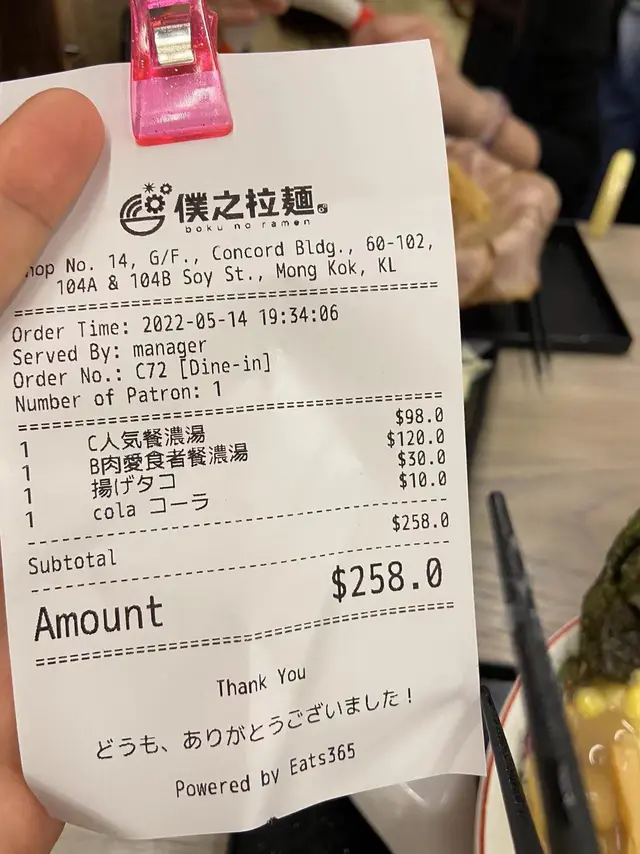 僕之拉麺
boku no ramen
Shop No. 14, G/F., Concord Bldg., 60-102,
104A & 104B Soy St., Mong Kok, KL
Order Time: 2022-05-14 19:34:06
Served By: manager
Order No.: C72 [Dine-in]
Number of Patron: 1
1 C人気餐濃湯 $98.0
1 B肉愛食者餐濃湯 $120.0
1 揚げタコ $30.0
1 cola コーラ $10.0
Subtotal $258.0
Amount $258.0
Thank You
どうも、ありがとうございました！
Powered by Eats365